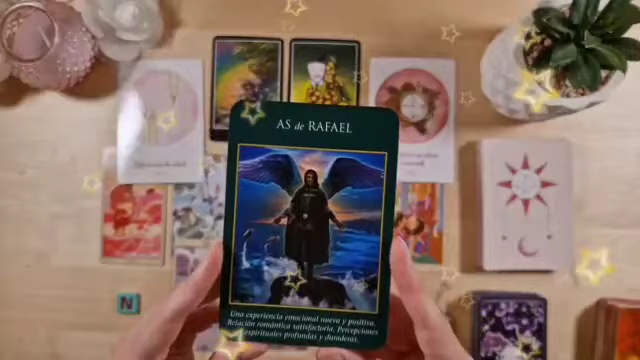 AS de RAFAEL
Una experiencia emocional nueva y positiva.
Relación romántica satisfactoria. Percepciones
espirituales profundas y duraderas.
N